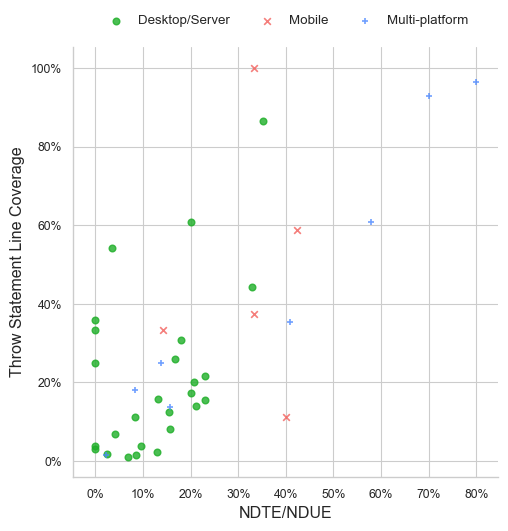 Desktop/Server Mobile Multi-platform
100%
80%
60%
40%
20%
0%
Throw Statement Line Coverage
0% 10% 20% 30% 40% 50% 60% 70% 80%
NDTE/NDUE